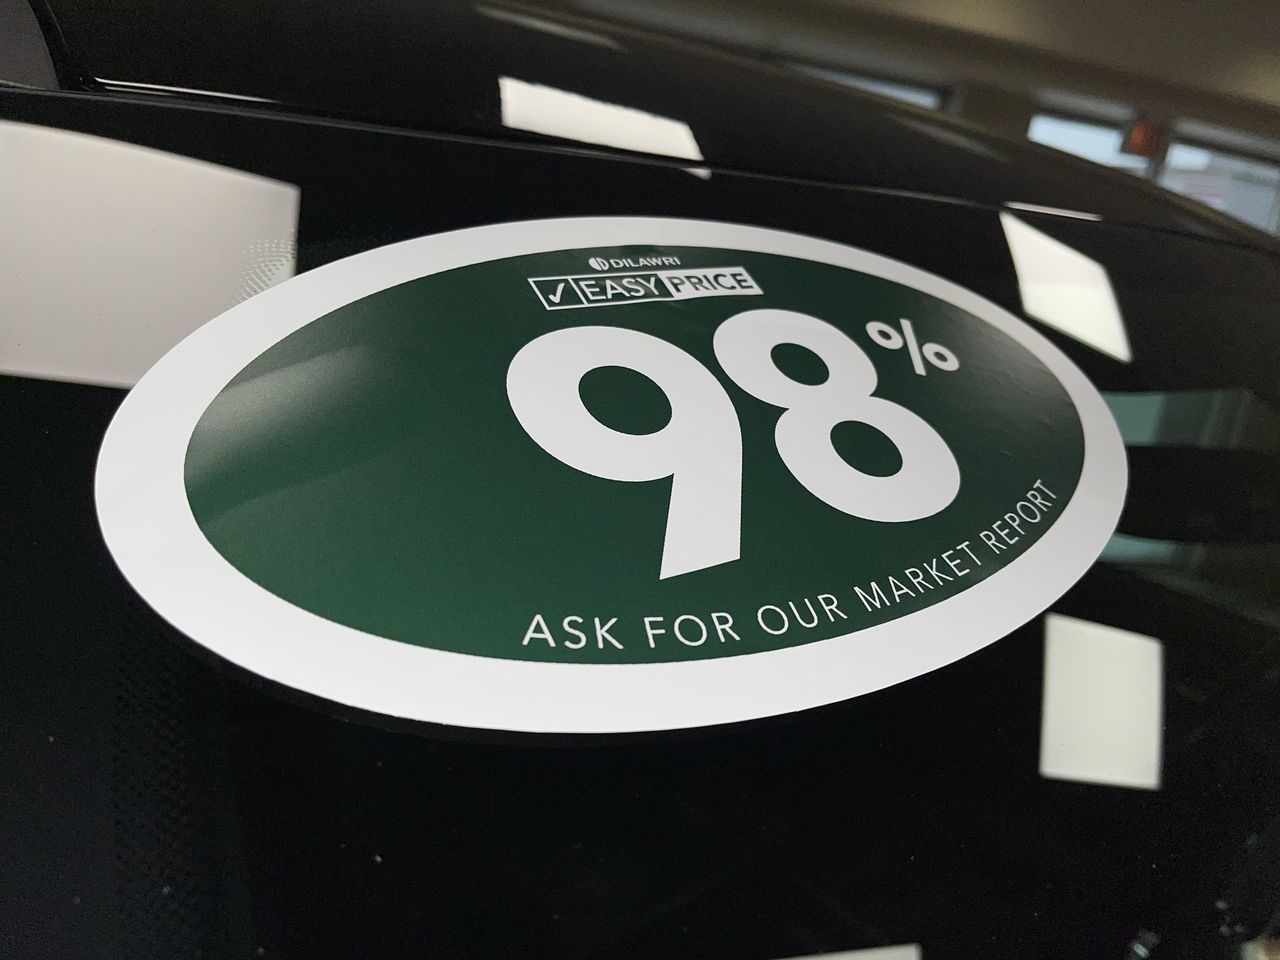 DILAWRI
EASY PRICE
98%
ASK FOR OUR MARKET REPORT